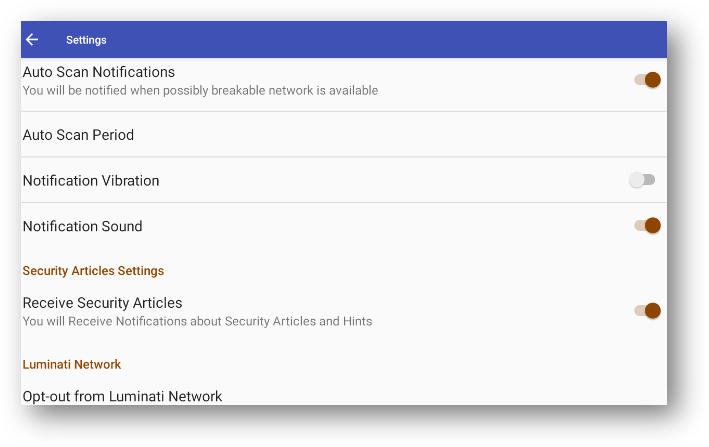 Settings
Auto Scan Notifications
You will be notified when possibly breakable network is available
Auto Scan Period
Notification Vibration
Notification Sound
Security Articles Settings
Receive Security Articles
You will Receive Notifications about Security Articles and Hints
Luminati Network
Opt-out from Luminati Network